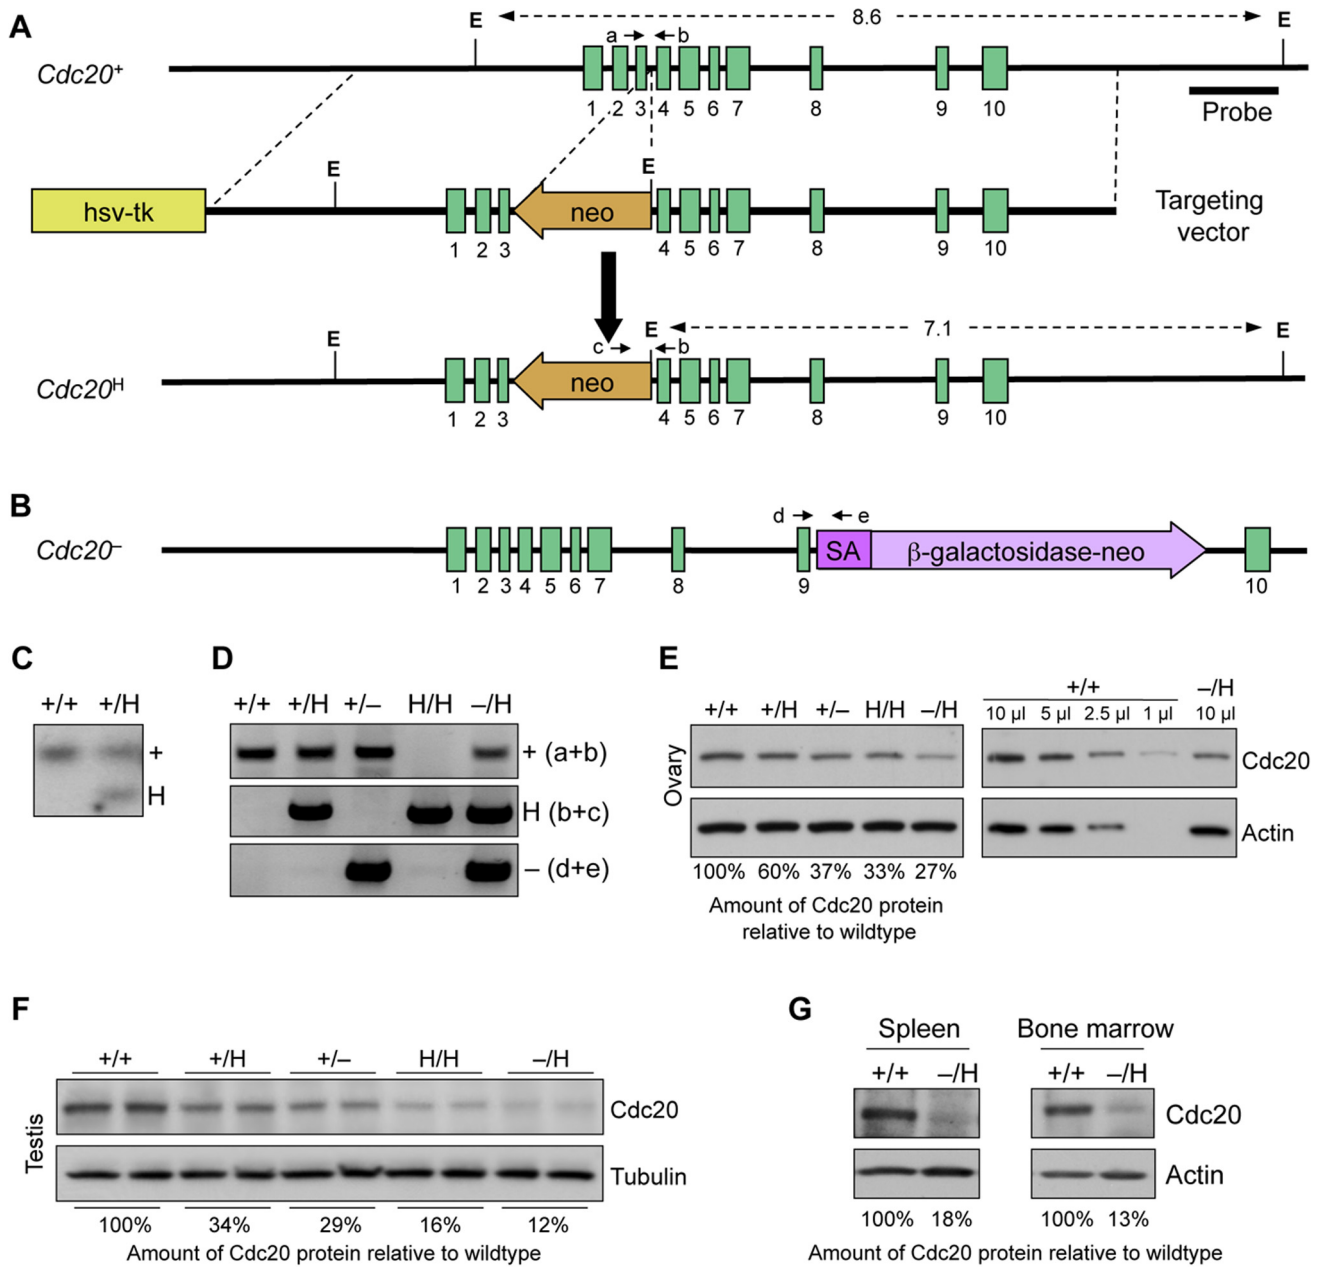 A
E
8.6
E
a
b
Cdc20+
1 2 3 4 5 6 7 8 9 10
Probe
E
E
hsv-tk
neo
Targeting
vector
1 2 3 4 5 6 7 8 9 10
E
E
7.1
E
c
b
Cdc20H
neo
1 2 3 4 5 6 7 8 9 10
B
d
e
Cdc20–
SA
β-galactosidase-neo
1 2 3 4 5 6 7 8 9 10
C
+/+ +/H
+
H
D
+/+ +/H +/– H/H –/H
+ (a+b)
H (b+c)
– (d+e)
E
+/+ +/H +/– H/H –/H
+/+ –/H
10 µl 5 µl 2.5 µl 1 µl 10 µl
Ovary
Cdc20
Actin
100% 60% 37% 33% 27%
Amount of Cdc20 protein
relative to wildtype
F
+/+ +/H +/– H/H –/H
Testis
Cdc20
Tubulin
100% 34% 29% 16% 12%
Amount of Cdc20 protein relative to wildtype
G
Spleen Bone marrow
+/+ –/H +/+ –/H
Cdc20
Actin
100% 18% 100% 13%
Amount of Cdc20 protein relative to wildtype